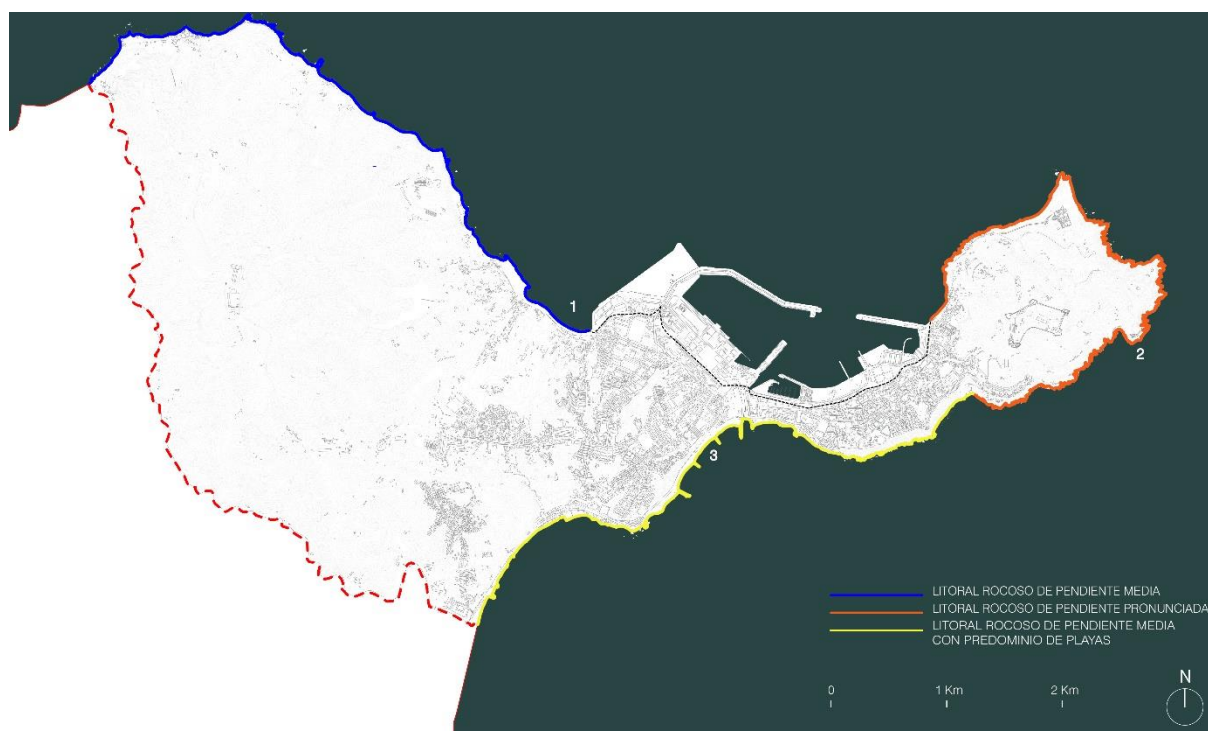 1
2
3
LITORAL ROCOSO DE PENDIENTE MEDIA
LITORAL ROCOSO DE PENDIENTE PRONUNCIADA
LITORAL ROCOSO DE PENDIENTE MEDIA
CON PREDOMINIO DE PLAYAS
N
0 1 Km 2 Km